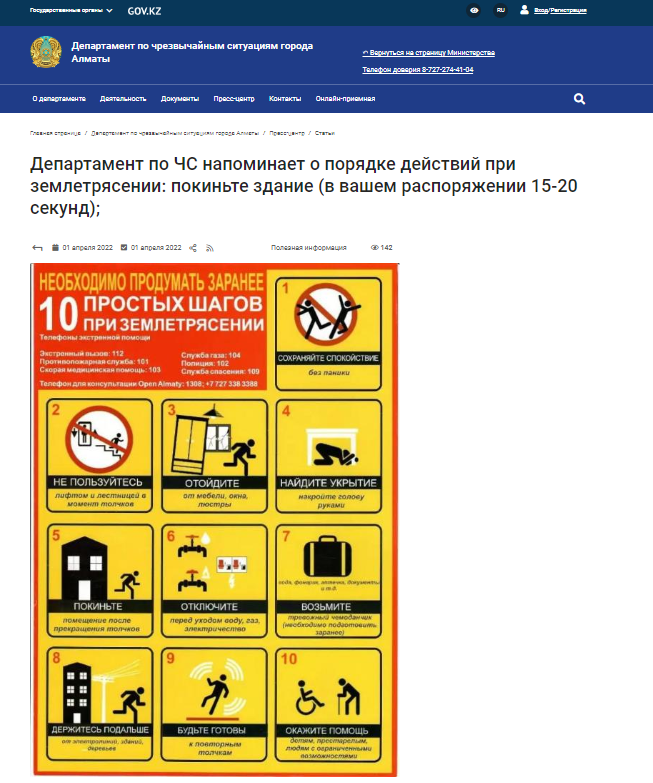 Государственные органы
GOV.KZ
RU
Вход/Регистрация
Департамент по чрезвычайным ситуациям города
Алматы
Вернуться на страницу Министерства
Телефон доверия 8-727-274-41-04
О департаменте Деятельность Документы Пресс-центр Контакты Онлайн-приемная
Главная страница / Департамент по чрезвычайным ситуациям города Алматы / Пресс-центр / Статьи
Департамент по ЧС напоминает о порядке действий при
землетрясении: покиньте здание (в вашем распоряжении 15-20
секунд);
01 апреля 2022 01 апреля 2022 Полезная информация 142
НЕОБХОДИМО ПРОДУМАТЬ ЗАРАНЕЕ
10 ПРОСТЫХ ШАГОВ
ПРИ ЗЕМЛЕТРЯСЕНИИ
Телефоны экстренной помощи
Экстренный вызов: 112
Противопожарная служба: 101
Скорая медицинская помощь: 103
Служба газа: 104
Полиция: 102
Служба спасения: 109
Телефон для консультации Open Almaty: 1308; +7 727 338 3388
1
СОХРАНЯЙТЕ СПОКОЙСТВИЕ
без паники
2
НЕ ПОЛЬЗУЙТЕСЬ
лифтом и лестницей в
момент толчков
3
ОТОЙДИТЕ
от мебели, окна,
люстры
4
НАЙДИТЕ УКРЫТИЕ
накройте голову
руками
5
ПОКИНЬТЕ
помещение после
прекращения толчков
6
ОТКЛЮЧИТЕ
перед уходом воду, газ,
электричество
7
вода, фонарик, аптечка, документы
и т.д.
ВОЗЬМИТЕ
тревожный чемоданчик
(необходимо подготовить
заранее)
8
ДЕРЖИТЕСЬ ПОДАЛЬШЕ
от электролиний, зданий,
деревьев
9
БУДЬТЕ ГОТОВЫ
к повторным
толчкам
10
ОКАЖИТЕ ПОМОЩЬ
детям, престарелым,
людям с ограниченными
возможностями